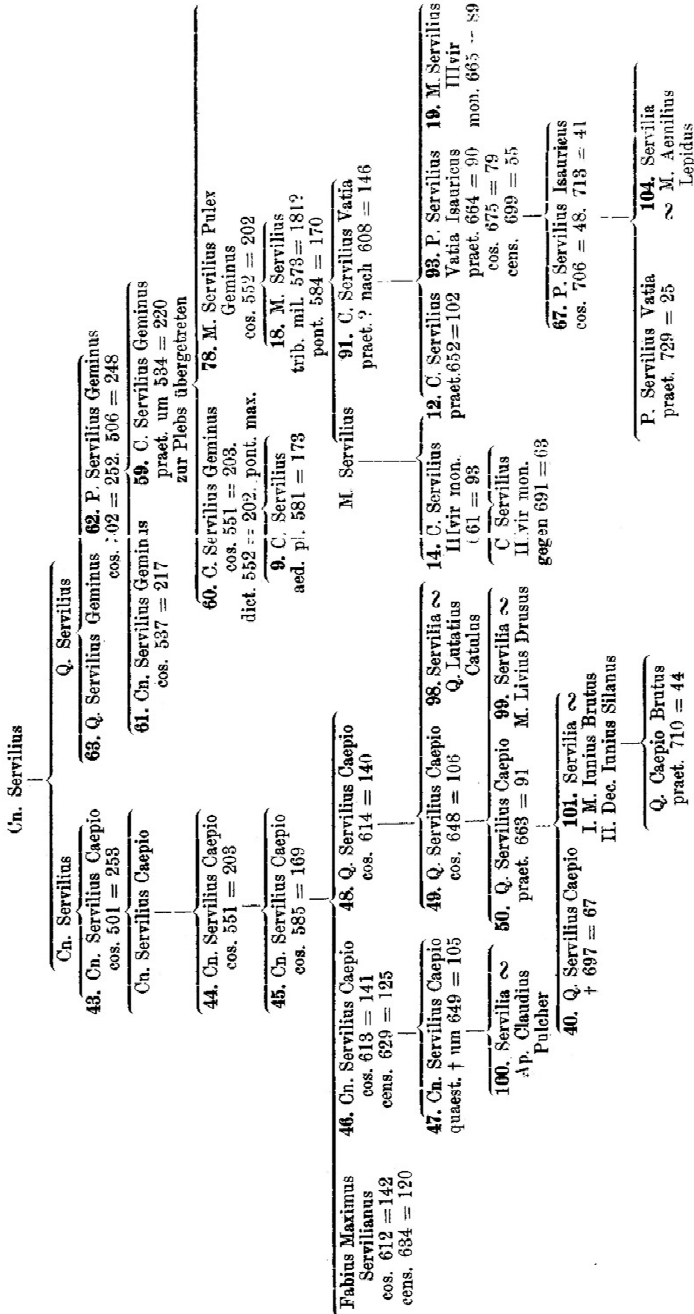 Cn. Servilius
Cn. Servilius
Q. Servilius
43. Cn. Servilius Caepio
cos. 501 = 253
63. Q. Servilius Geminus
62. P. Servilius Geminus
cos. 502 = 252. 506 = 248
Cn. Servilius Caepio
61. Cn. Servilius Geminus
cos. 537 = 217
59. C. Servilius Geminus
praet. um 534 = 220
zur Plebs übergetreten
44. Cn. Servilius Caepio
cos. 551 = 203
60. C. Servilius Geminus
cos. 551 = 203.
dict. 552 = 202. pont. max.
78. M. Servilius Pulex
Geminus
cos. 552 = 202
45. Cn. Servilius Caepio
cos. 585 = 169
9. C. Servilius
aed. pl. 581 = 173
18. M. Servilius
trib. mil. 573 = 181?
pont. 584 = 170
Fabius Maximus
Servilianus
cos. 612 = 142
cens. 634 = 120
46. Cn. Servilius Caepio
cos. 613 = 141
cens. 629 = 125
48. Q. Servilius Caepio
cos. 614 = 140
M. Servilius
91. C. Servilius Vatia
praet. ? nach 608 = 146
47. Cn. Servilius Caepio
quaest. † um 649 = 105
49. Q. Servilius Caepio
cos. 648 = 106
98. Servilia ∾
Q. Lutatius
Catulus
14. C. Servilius
IIIvir mon.
661 = 93
12. C. Servilius
praet. 652 = 102
93. P. Servilius
Vatia Isauricus
praet. 664 = 90
cos. 675 = 79
cens. 699 = 55
19. M. Servilius
IIIvir
mon. 665 = 89
100. Servilia ∾
Ap. Claudius
Pulcher
50. Q. Servilius Caepio
praet. 663 = 91
99. Servilia ∾
M. Livius Drusus
C. Servilius
IIIvir mon.
gegen 691 = 63
67. P. Servilius Isauricus
cos. 706 = 48. 713 = 41
40. Q. Servilius Caepio
† 697 = 67
101. Servilia ∾
I. M. Iunius Brutus
II. Dec. Iunius Silanus
P. Servilius Vatia
praet. 729 = 25
104. Servilia
∾ M. Aemilius
Lepidus
Q. Caepio Brutus
praet. 710 = 44